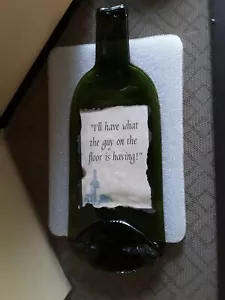 "I'll have what
the guy on the
floor is having!"